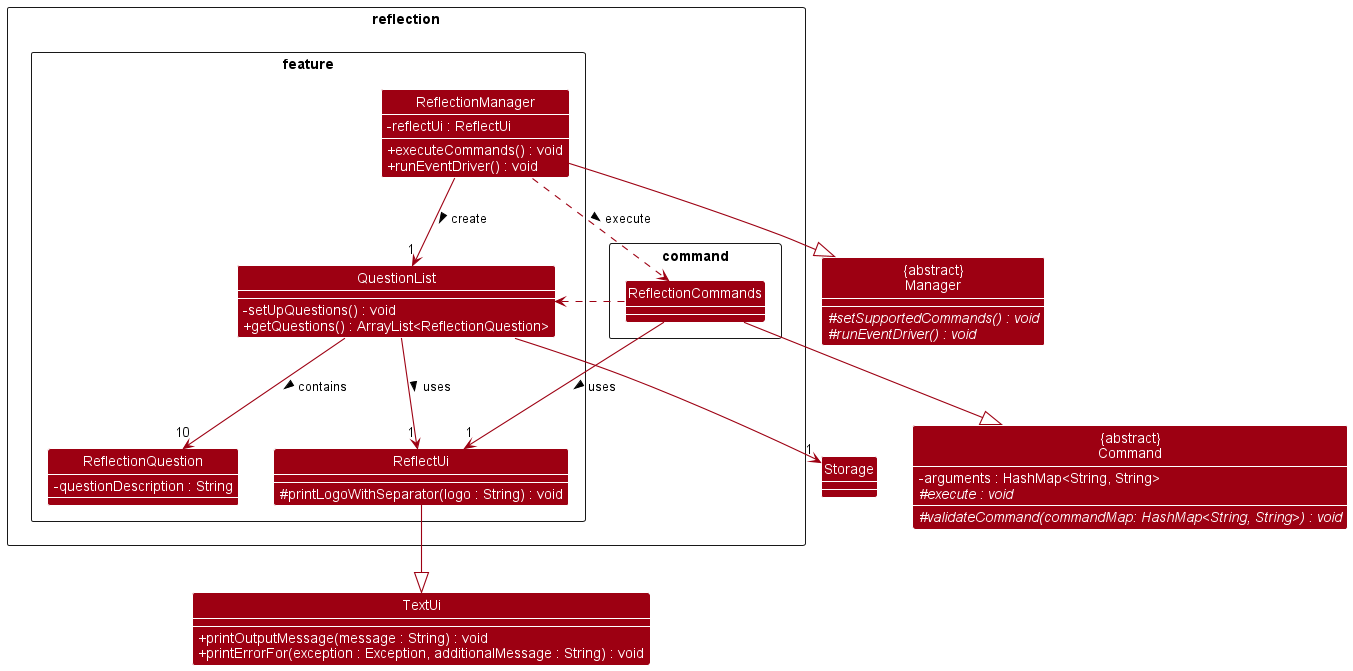 reflection
feature
ReflectionManager
-reflectUi : ReflectUi
+executeCommands() : void
+runEventDriver() : void
create
execute
1
command
ReflectionCommands
{abstract}
Manager
#setSupportedCommands() : void
#runEventDriver() : void
QuestionList
-setUpQuestions() : void
+getQuestions() : ArrayList<ReflectionQuestion>
contains
uses
uses
10
1
1
1
ReflectionQuestion
-questionDescription : String
ReflectUi
#printLogoWithSeparator(logo : String) : void
Storage
{abstract}
Command
-arguments : HashMap<String, String>
#execute : void
#validateCommand(commandMap: HashMap<String, String>) : void
TextUi
+printOutputMessage(message : String) : void
+printErrorFor(exception : Exception, additionalMessage : String) : void